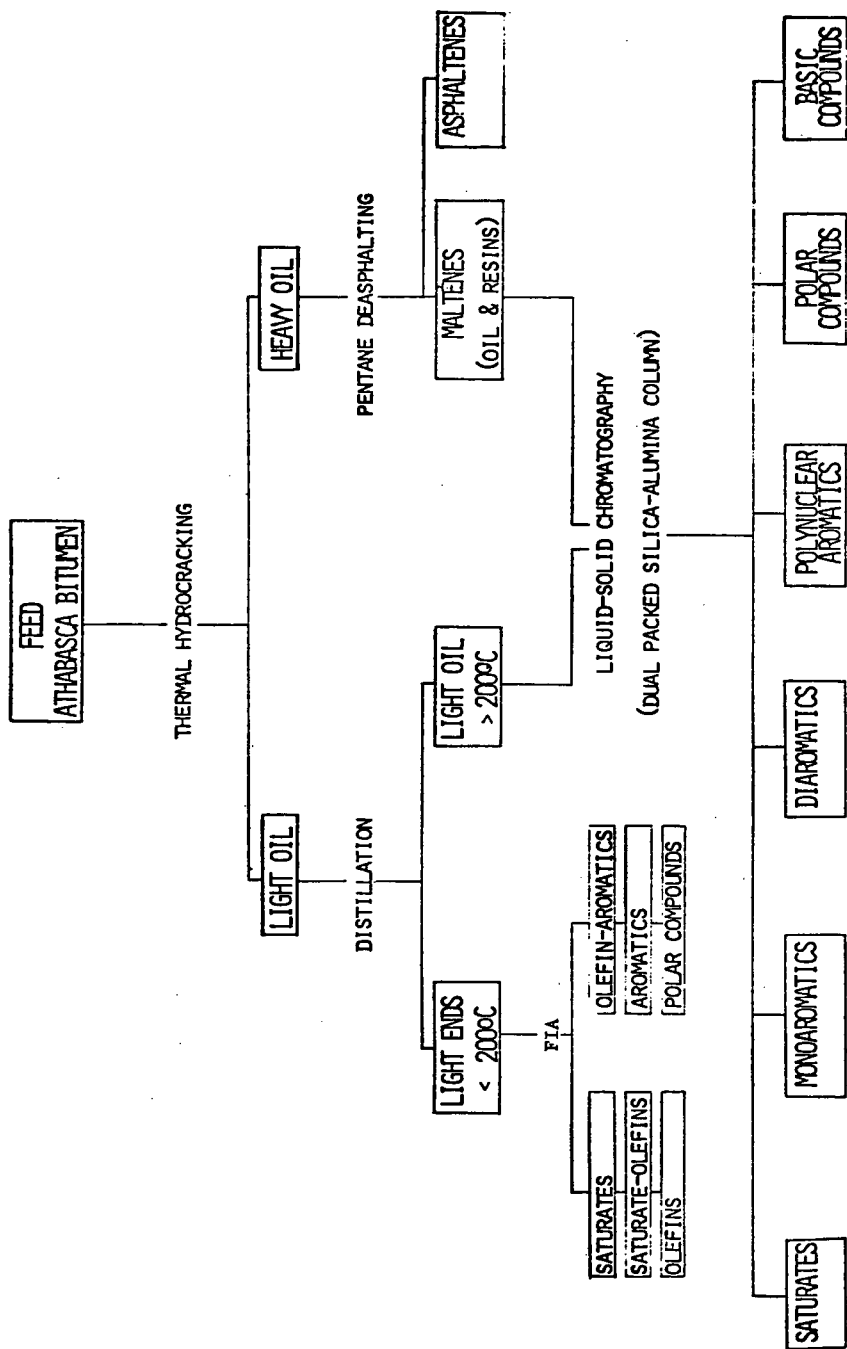 FEED
ATHABASCA BITUMEN
THERMAL HYDROCRACKING
LIGHT OIL
HEAVY OIL
DISTILLATION
PENTANE DEASPHALTING
LIGHT ENDS
< 200ºC
LIGHT OIL
> 200ºC
MALTENES
(OIL & RESINS)
ASPHALTENES
FIA
SATURATES
SATURATE-OLEFINS
OLEFINS
OLEFIN-AROMATICS
AROMATICS
POLAR COMPOUNDS
LIQUID-SOLID CHROMATOGRAPHY
(DUAL PACKED SILICA-ALUMINA COLUMN)
SATURATES
MONOAROMATICS
DIAROMATICS
POLYNUCLEAR
AROMATICS
POLAR
COMPOUNDS
BASIC
COMPOUNDS